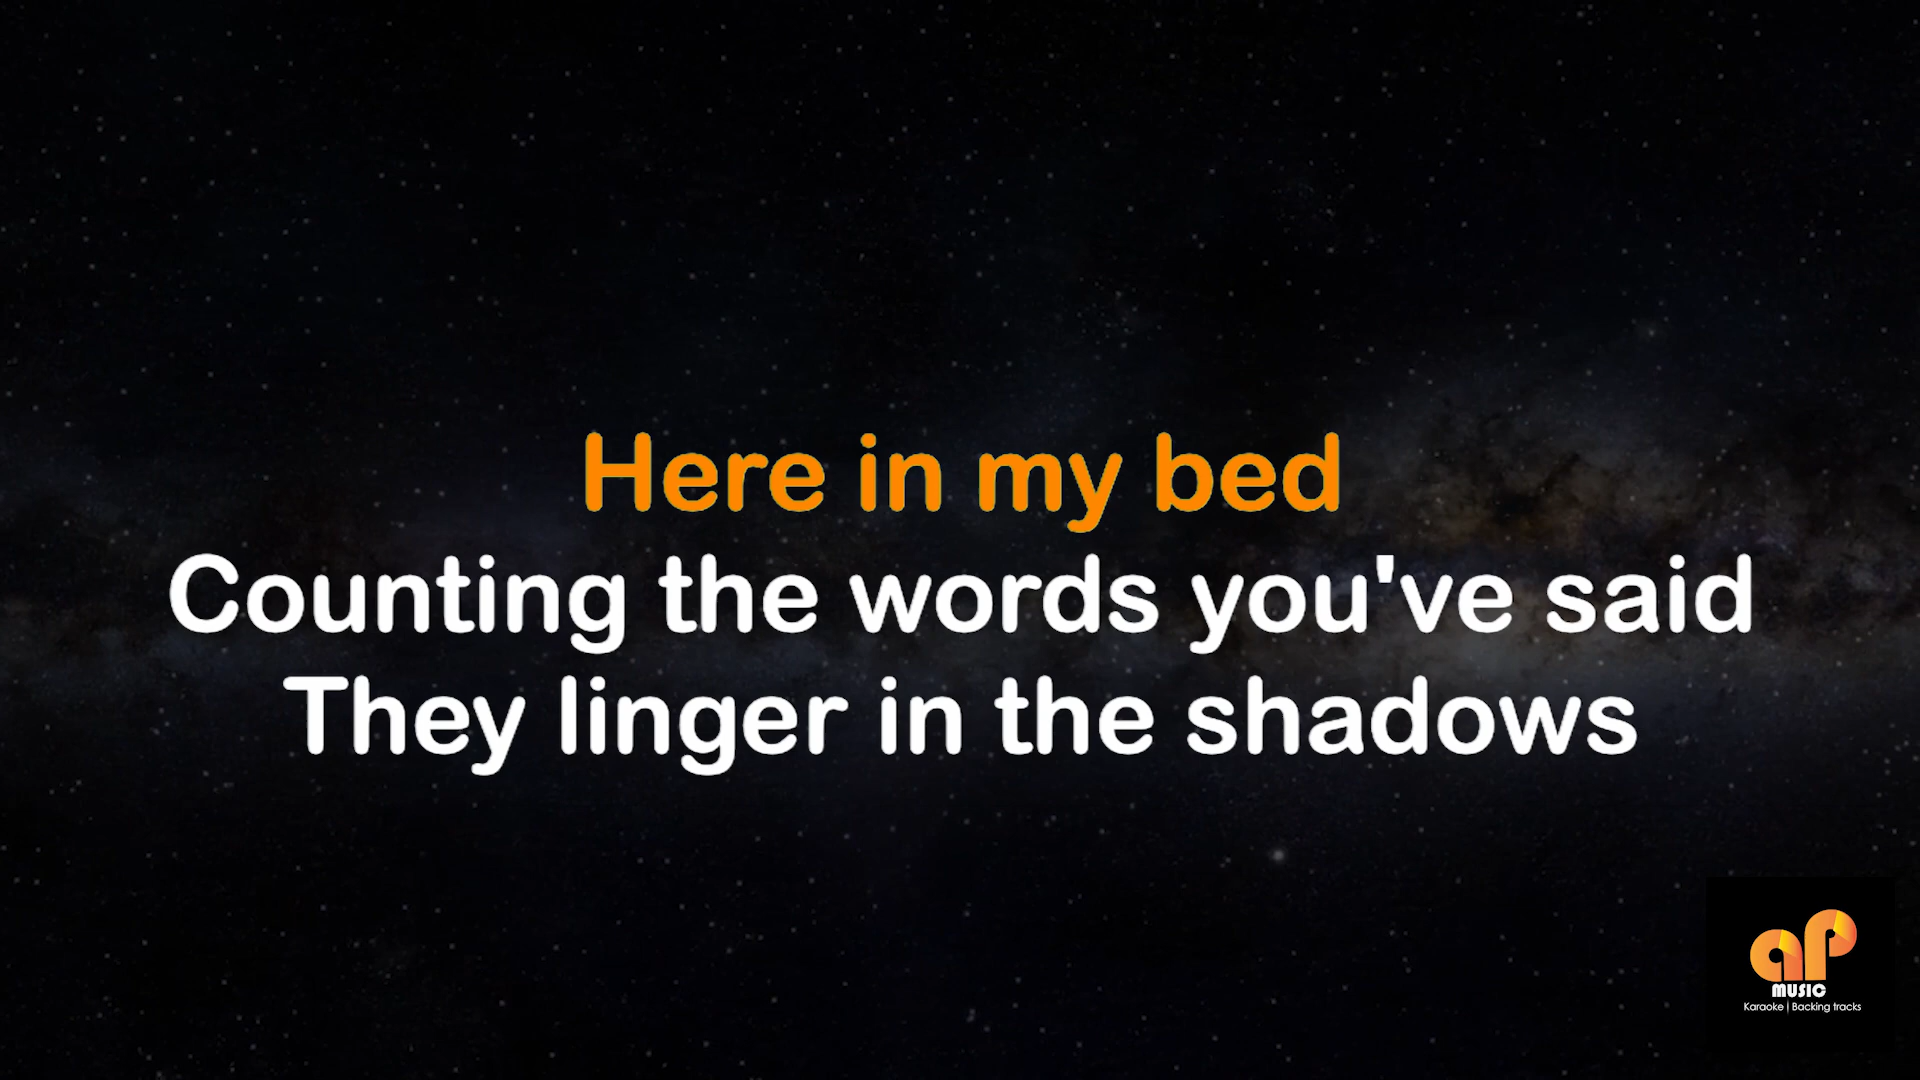 Here in my bed
Counting the words you've said
They linger in the shadows
aP
MUSIC
Karaoke | Backing tracks